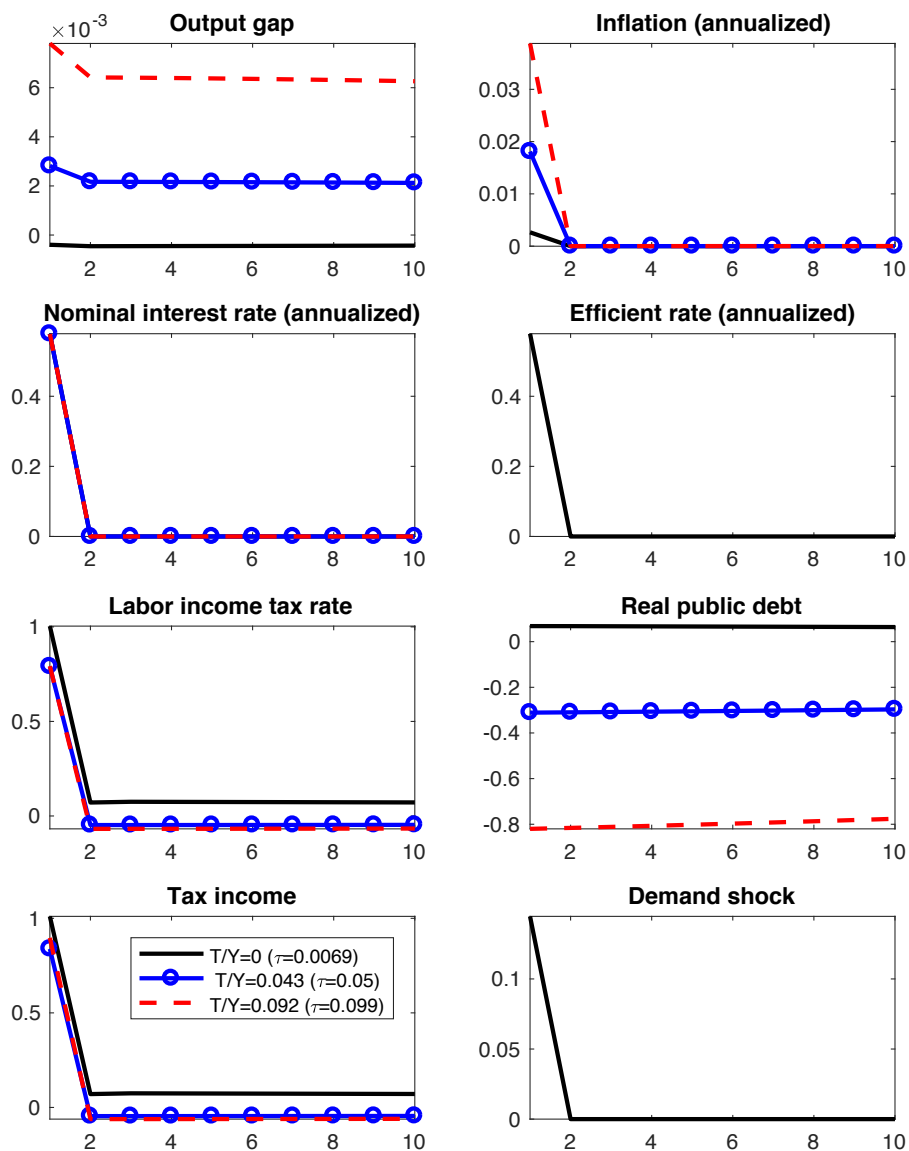 Output gap
×10⁻³
6
4
2
0
2 4 6 8 10
Inflation (annualized)
0.03
0.02
0.01
0
2 4 6 8 10
Nominal interest rate (annualized)
0.4
0.2
0
2 4 6 8 10
Efficient rate (annualized)
0.4
0.2
0
2 4 6 8 10
Labor income tax rate
1
0.5
0
2 4 6 8 10
Real public debt
0
-0.2
-0.4
-0.6
-0.8
2 4 6 8 10
Tax income
1
0.5
0
T/Y=0 (τ=0.0069)
T/Y=0.043 (τ=0.05)
T/Y=0.092 (τ=0.099)
2 4 6 8 10
Demand shock
0.1
0.05
0
2 4 6 8 10